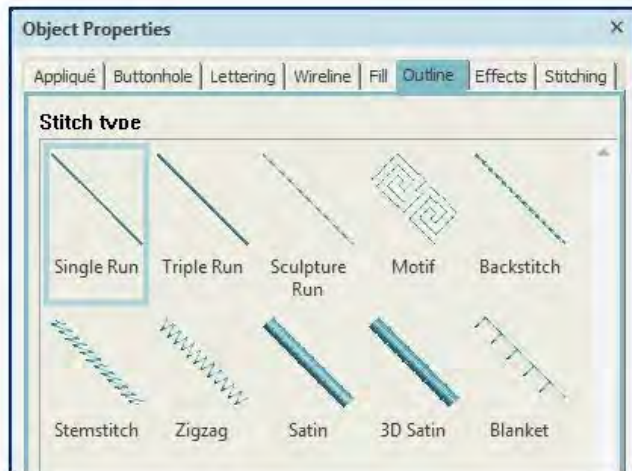 Object Properties
Appliqué Buttonhole Lettering Wireline Fill Outline Effects Stitching
Stitch type
Single Run Triple Run Sculpture Run Motif Backstitch
Stemstitch Zigzag Satin 3D Satin Blanket